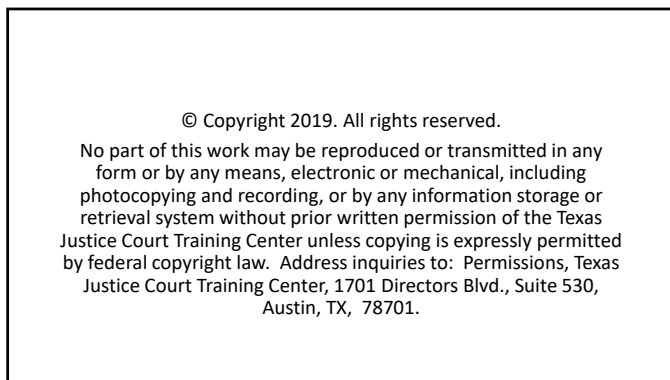 © Copyright 2019. All rights reserved.
No part of this work may be reproduced or transmitted in any
form or by any means, electronic or mechanical, including
photocopying and recording, or by any information storage or
retrieval system without prior written permission of the Texas
Justice Court Training Center unless copying is expressly permitted
by federal copyright law.  Address inquiries to:  Permissions, Texas
Justice Court Training Center, 1701 Directors Blvd., Suite 530,
Austin, TX,  78701.